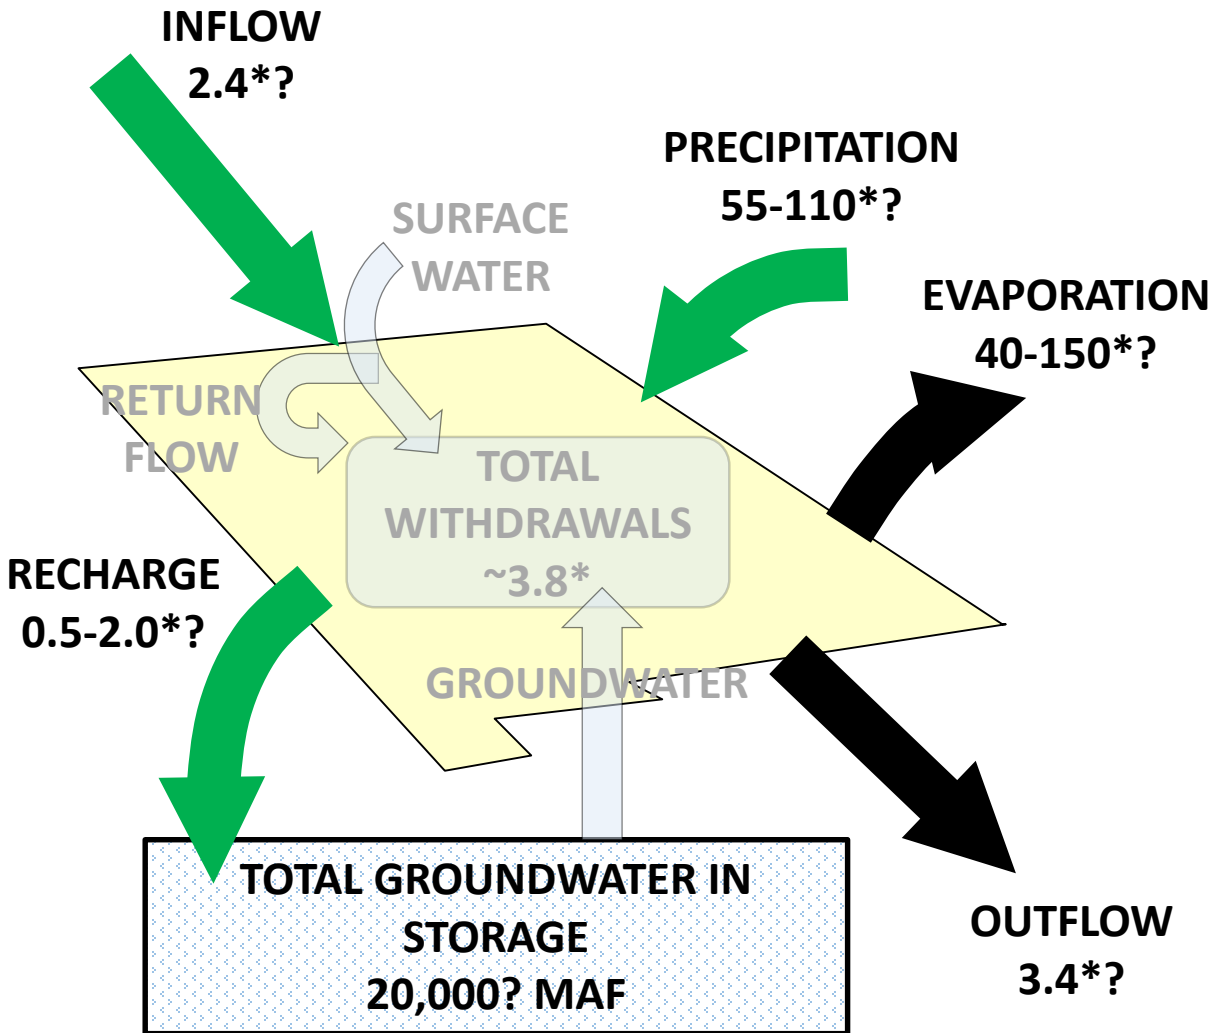 INFLOW
2.4*?
PRECIPITATION
55-110*?
SURFACE
WATER
EVAPORATION
40-150*?
RETURN
FLOW
TOTAL
WITHDRAWALS
~3.8*
RECHARGE
0.5-2.0*?
GROUNDWATER
TOTAL GROUNDWATER IN
STORAGE
20,000? MAF
OUTFLOW
3.4*?